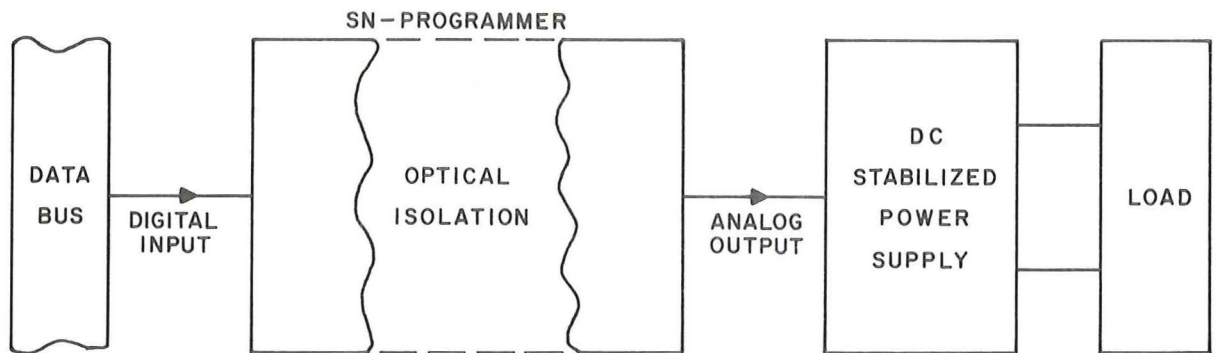 SN-PROGRAMMER
DATA
BUS
DIGITAL
INPUT
OPTICAL
ISOLATION
ANALOG
OUTPUT
DC
STABILIZED
POWER
SUPPLY
LOAD